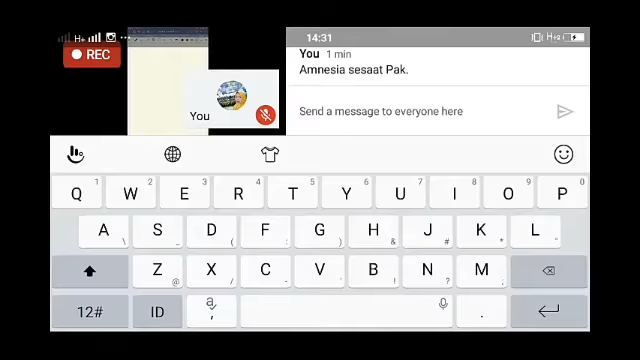 H+
REC
You
14:31
H+
You 1 min
Amnesia sesaat Pak.
Send a message to everyone here
Q 1 W 2 E 3 R 4 T 5 Y 6 U 7 I 8 O 9 P 0
A \ S _ D ( F : G ) H & J # K * L "
Z @ X / C - V + B ! N ? M ;
12# ID a , .